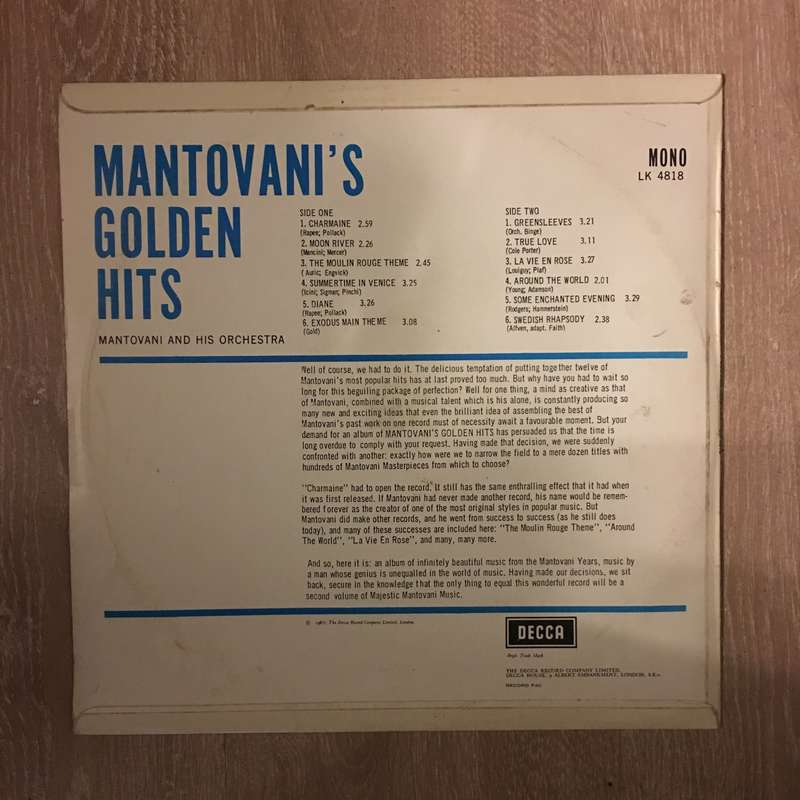 MANTOVANI'S
GOLDEN
HITS
MANTOVANI AND HIS ORCHESTRA
MONO
LK 4818
SIDE ONE
1. CHARMAINE 2.59
(Rapee; Pollack)
2. MOON RIVER 2.26
(Mancini; Mercer)
3. THE MOULIN ROUGE THEME 2.45
(Auric; Engvick)
4. SUMMERTIME IN VENICE 3.25
(Icini; Sigman; Pinchi)
5. DIANE 3.26
(Rapee; Pollack)
6. EXODUS MAIN THEME 3.08
(Gold)
SIDE TWO
1. GREENSLEEVES 3.21
(Orch. Binge)
2. TRUE LOVE 3.11
(Cole Porter)
3. LA VIE EN ROSE 3.27
(Louiguy; Piaf)
4. AROUND THE WORLD 2.01
(Young; Adamson)
5. SOME ENCHANTED EVENING 3.29
(Rodgers; Hammerstein)
6. SWEDISH RHAPSODY 2.38
(Alfven, adapt. Faith)
Well of course, we had to do it. The delicious temptation of putting together twelve of
Mantovani's most popular hits has at last proved too much. But why have you had to wait so
long for this beguiling package of perfection? Well for one thing, a mind as creative as that
of Mantovani, combined with a musical talent which is his alone, is constantly producing so
many new and exciting ideas that even the brilliant idea of assembling the best of
Mantovani's past work on one record must of necessity await a favourable moment. But your
demand for an album of MANTOVANI'S GOLDEN HITS has persuaded us that the time is
long overdue to comply with your request. Having made that decision, we were suddenly
confronted with another: exactly how were we to narrow the field to a mere dozen titles with
hundreds of Mantovani Masterpieces from which to choose?
"Charmaine" had to open the record. It still has the same enthralling effect that it had when
it was first released. If Mantovani had never made another record, his name would be remem-
bered forever as the creator of one of the most original styles in popular music. But
Mantovani did make other records, and he went from success to success (as he still does
today), and many of these successes are included here: "The Moulin Rouge Theme", "Around
The World", "La Vie En Rose", and many, many more.
And so, here it is: an album of infinitely beautiful music from the Mantovani Years, music by
a man whose genius is unequalled in the world of music. Having made our decisions, we sit
back, secure in the knowledge that the only thing to equal this wonderful record will be a
second volume of Majestic Mantovani Music.
The Decca Record Company Limited, London.
DECCA
Regd. Trade Mark
THE DECCA RECORD COMPANY LIMITED,
DECCA HOUSE, 9 ALBERT EMBANKMENT, LONDON, S.E.1.